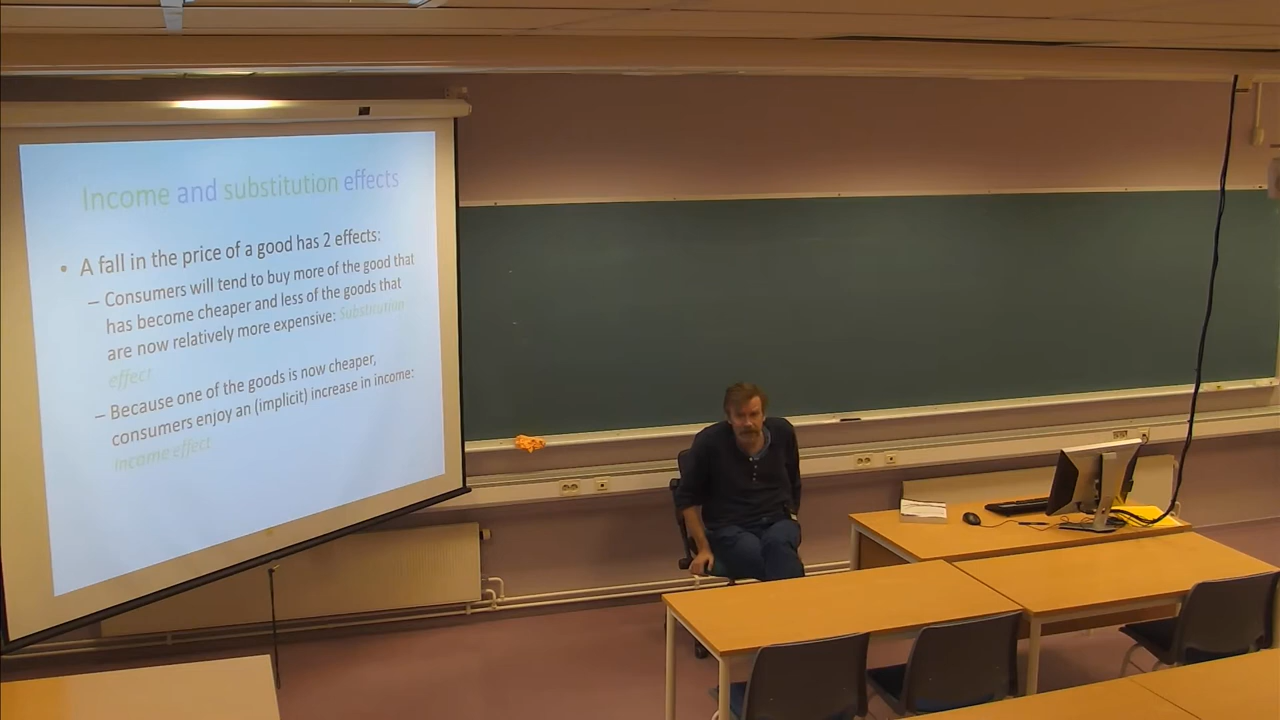 Income and substitution effects
• A fall in the price of a good has 2 effects:
– Consumers will tend to buy more of the good that
has become cheaper and less of the goods that
are now relatively more expensive: Substitution
effect
– Because one of the goods is now cheaper,
consumers enjoy an (implicit) increase in income:
Income effect